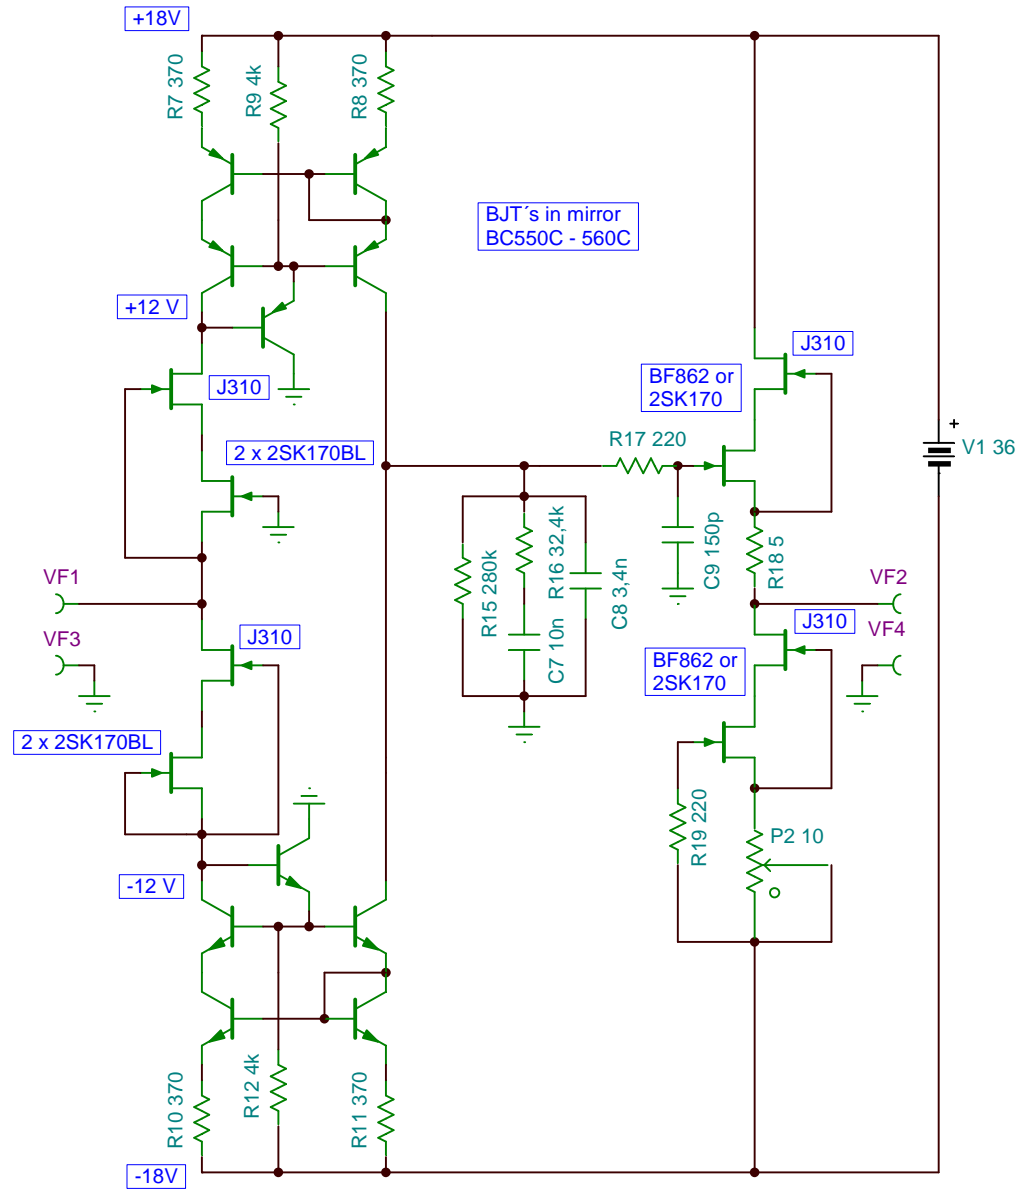 +18V
R7 370
R9 4k
R8 370
BJT´s in mirror
BC550C - 560C
+12 V
J310
J310
BF862 or
2SK170
2 x 2SK170BL
R17 220
+
V1 36
C9 150p
R18 5
R15 280k
R16 32,4k
C7 10n
C8 3,4n
VF1
VF2
VF3
J310
J310
VF4
BF862 or
2SK170
2 x 2SK170BL
R19 220
P2 10
-12 V
R10 370
R12 4k
R11 370
-18V